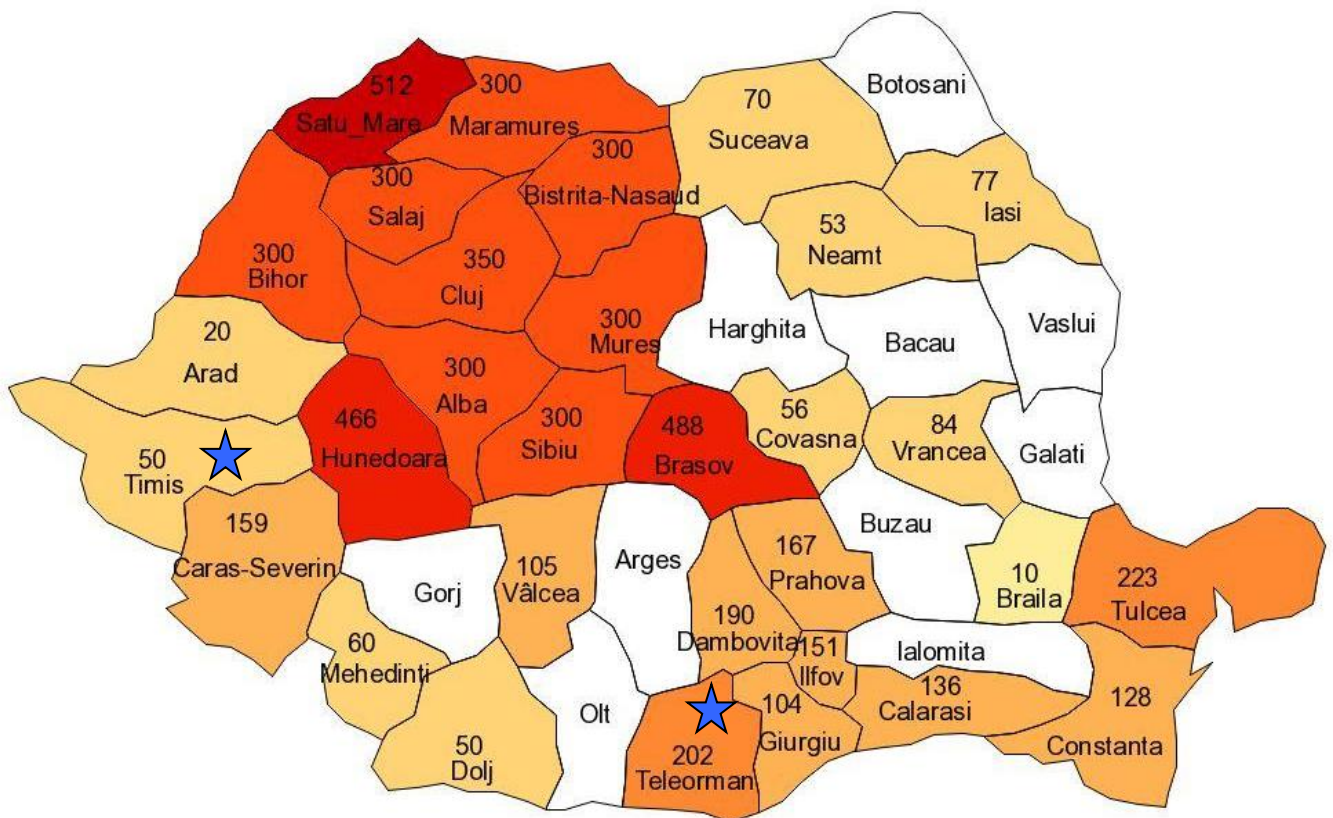 Botosani
512
Satu_Mare
300
Maramures
70
Suceava
300
Bistrita-Nasaud
77
Iasi
300
Salaj
53
Neamt
300
Bihor
350
Cluj
300
Mures
Harghita
Bacau
Vaslui
20
Arad
300
Alba
466
Hunedoara
300
Sibiu
488
Brasov
56
Covasna
84
Vrancea
Galati
50
Timis
159
Caras-Severin
Gorj
105
Vâlcea
Arges
167
Prahova
Buzau
10
Braila
223
Tulcea
190
Dambovita
151
Ilfov
Ialomita
60
Mehedinti
136
Calarasi
128
Constanta
104
Giurgiu
Olt
50
Dolj
202
Teleorman